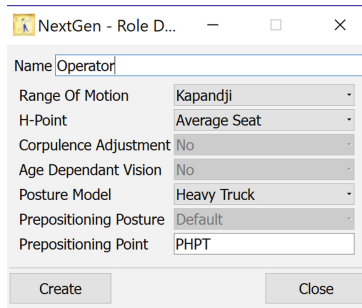 NextGen - Role D...
Name Operator
Range Of Motion Kapandji
H-Point Average Seat
Corpulence Adjustment No
Age Dependant Vision No
Posture Model Heavy Truck
Prepositioning Posture Default
Prepositioning Point PHPT
Create Close